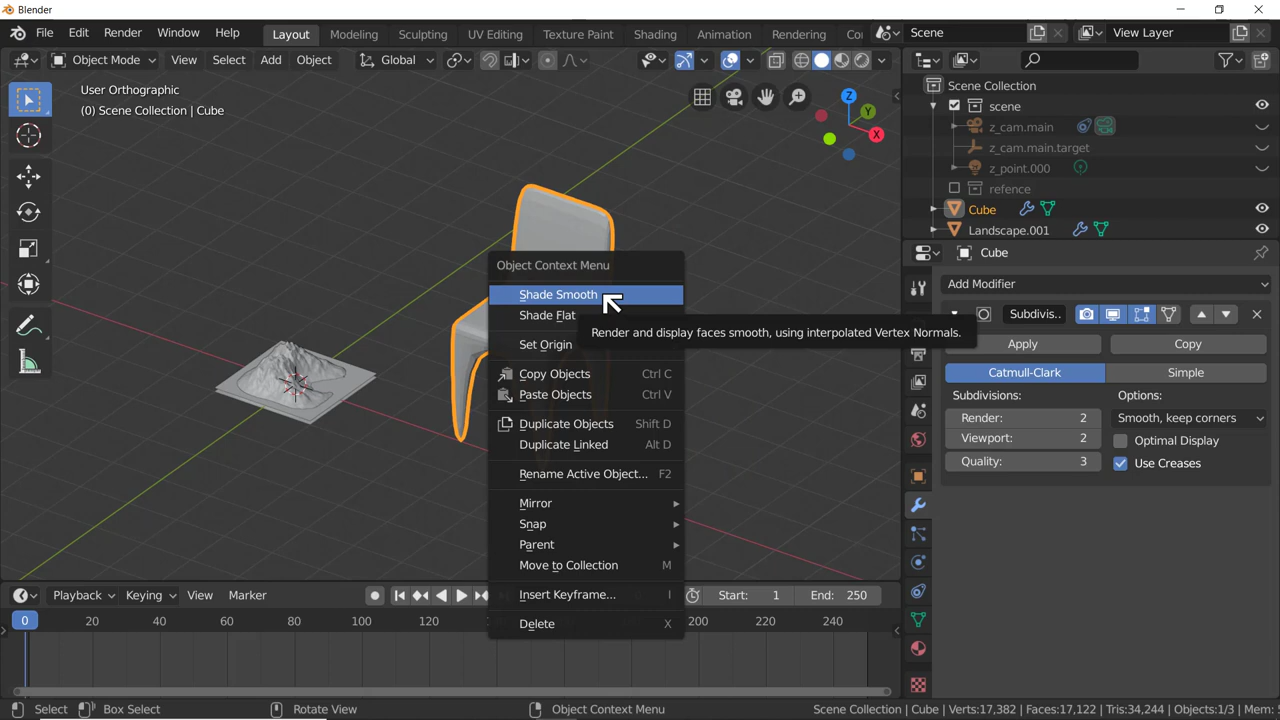 Blender
File Edit Render Window Help Layout Modeling Sculpting UV Editing Texture Paint Shading Animation Rendering Co Scene View Layer
Object Mode View Select Add Object Global
User Orthographic
(0) Scene Collection | Cube
Z
Y
X
Scene Collection
scene
z_cam.main
z_cam.main.target
z_point.000
refence
Cube
Landscape.001
Cube
Add Modifier
Subdivis..
Apply Copy
Catmull-Clark Simple
Subdivisions: Options:
Render: 2 Smooth, keep corners
Viewport: 2 Optimal Display
Quality: 3 Use Creases
Object Context Menu
Shade Smooth
Shade Flat
Render and display faces smooth, using interpolated Vertex Normals.
Set Origin
Copy Objects Ctrl C
Paste Objects Ctrl V
Duplicate Objects Shift D
Duplicate Linked Alt D
Rename Active Object... F2
Mirror
Snap
Parent
Move to Collection M
Insert Keyframe... I
Delete X
Playback Keying View Marker Start: 1 End: 250
0 20 40 60 80 100 120 200 220 240
Select Box Select Rotate View Object Context Menu Scene Collection | Cube | Verts:17,382 | Faces:17,122 | Tris:34,244 | Objects:1/3 | Mem: